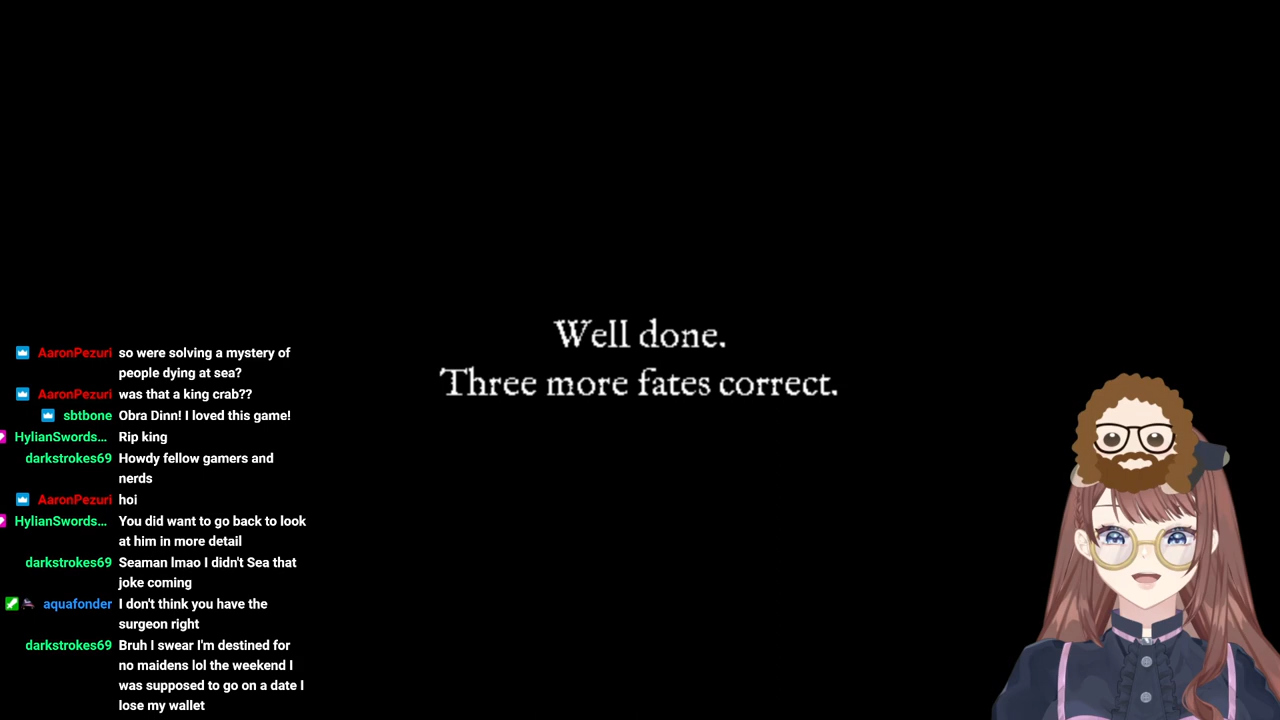 AaronPezuri so were solving a mystery of
people dying at sea?
AaronPezuri was that a king crab??
sbtbone Obra Dinn! I loved this game!
HylianSwords... Rip king
darkstrokes69 Howdy fellow gamers and
nerds
AaronPezuri hoi
HylianSwords... You did want to go back to look
at him in more detail
darkstrokes69 Seaman lmao I didn't Sea that
joke coming
aquafonder I don't think you have the
surgeon right
darkstrokes69 Bruh I swear I'm destined for
no maidens lol the weekend I
was supposed to go on a date I
lose my wallet
Well done.
Three more fates correct.